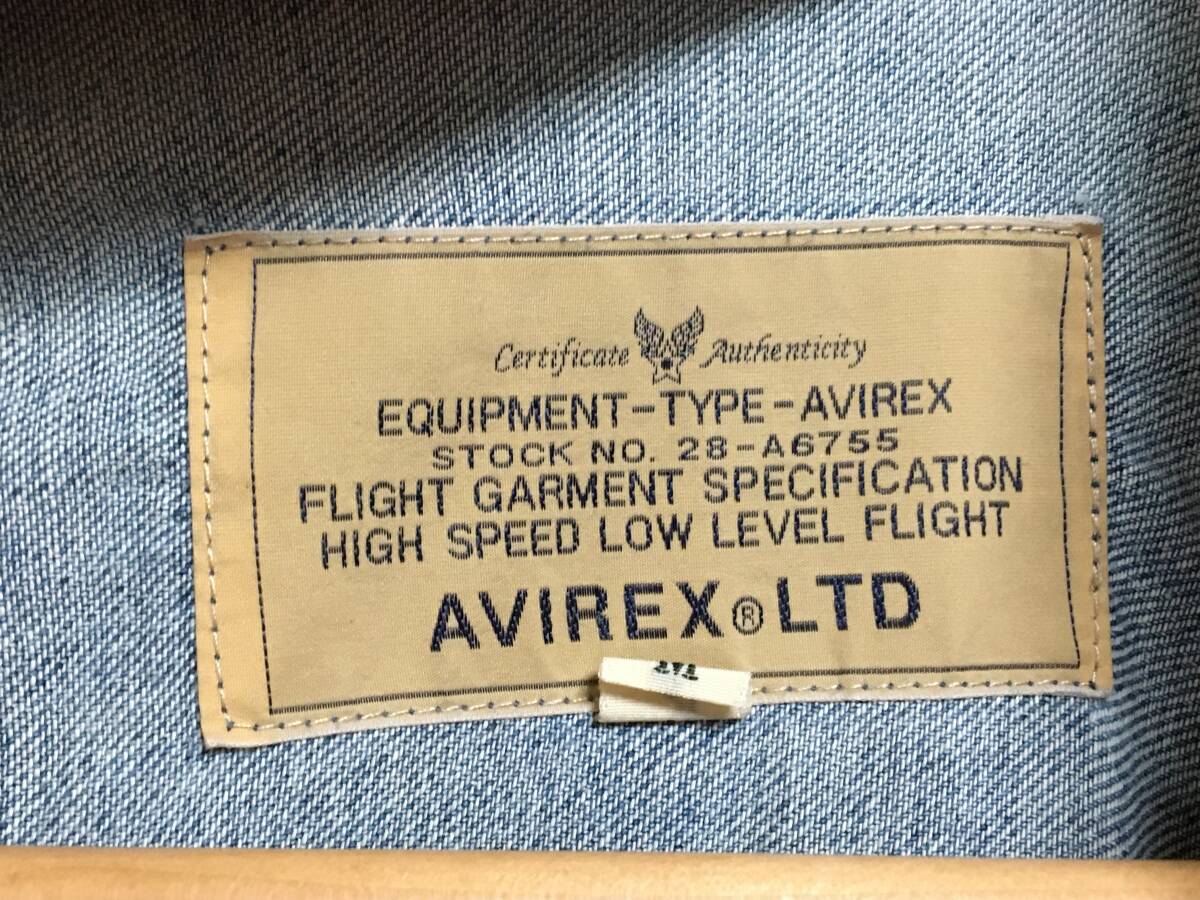 Certificate Authenticity
EQUIPMENT-TYPE-AVIREX
STOCK NO. 28-A6755
FLIGHT GARMENT SPECIFICATION
HIGH SPEED LOW LEVEL FLIGHT
AVIREX® LTD
M